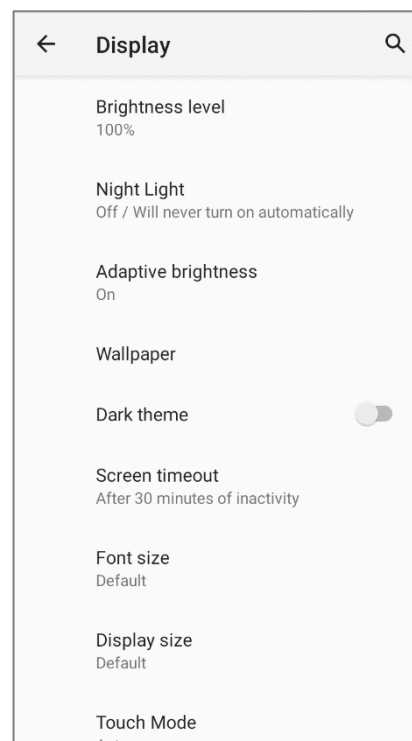 Display
Brightness level
100%
Night Light
Off / Will never turn on automatically
Adaptive brightness
On
Wallpaper
Dark theme
Screen timeout
After 30 minutes of inactivity
Font size
Default
Display size
Default
Touch Mode